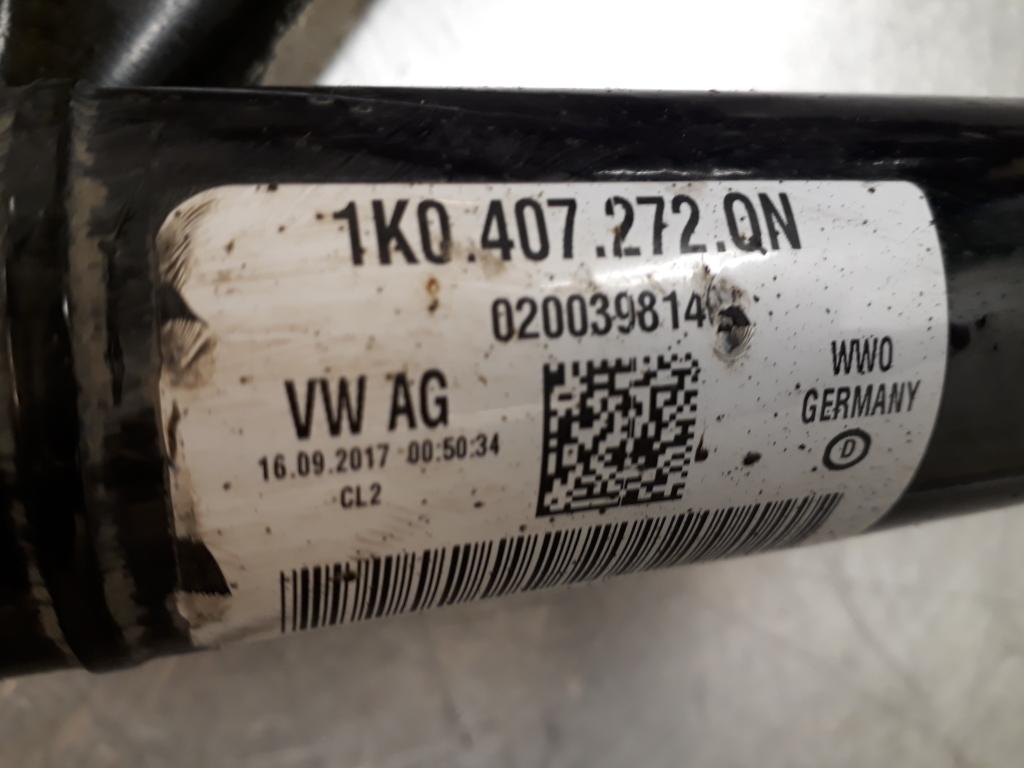 1K0.407.272.QN
020039814
VW AG
16.09.2017 00:50:34
CL2
WWO
GERMANY
D